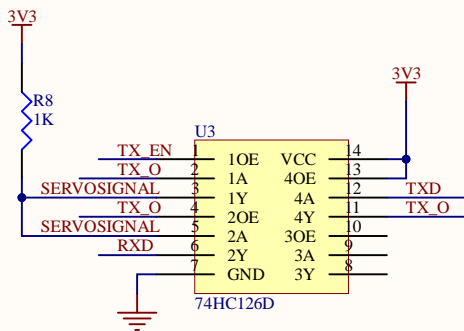 3V3
R8
1K
3V3
U3
TX_EN 1 1OE VCC 14
TX_O 2 1A 4OE 13
SERVOSIGNAL 3 1Y 4A 12 TXD
TX_O 4 2OE 4Y 11 TX_O
SERVOSIGNAL 5 2A 3OE 10
RXD 6 2Y 3A 9
7 GND 3Y 8
74HC126D